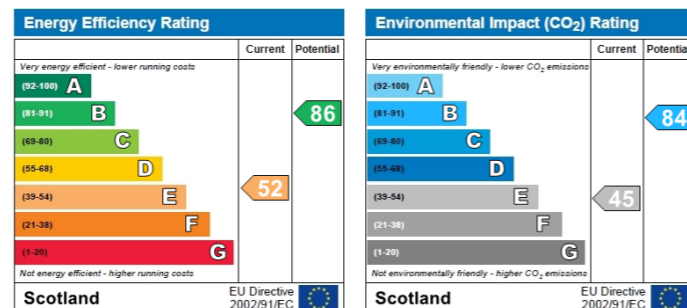 Energy Efficiency Rating
Current Potential
Very energy efficient - lower running costs
(92-100) A
(81-91) B
86
(69-80) C
(55-68) D
(39-54) E
52
(21-38) F
(1-20) G
Not energy efficient - higher running costs
Scotland
EU Directive
2002/91/EC
Environmental Impact (CO₂) Rating
Current Potential
Very environmentally friendly - lower CO₂ emissions
(92-100) A
(81-91) B
84
(69-80) C
(55-68) D
(39-54) E
45
(21-38) F
(1-20) G
Not environmentally friendly - higher CO₂ emissions
Scotland
EU Directive
2002/91/EC